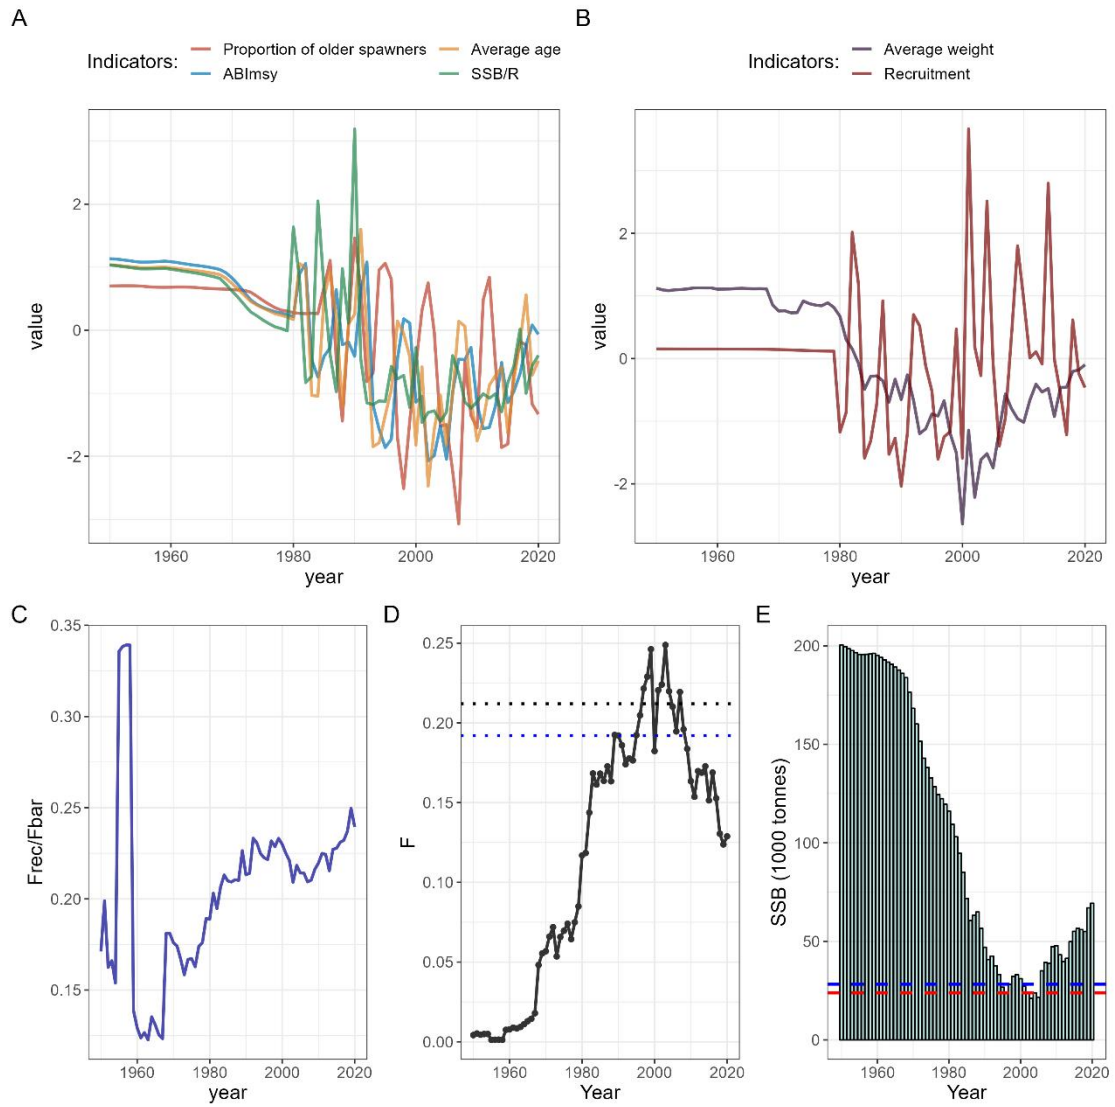 A
Indicators:
Proportion of older spawners
Average age
ABImsy
SSB/R
value
2
0
-2
1960
1980
2000
2020
year
B
Indicators:
Average weight
Recruitment
value
2
0
-2
1960
1980
2000
2020
year
C
Frec/Fbar
0.35
0.30
0.25
0.20
0.15
1960
1980
2000
2020
year
D
F
0.25
0.20
0.15
0.10
0.05
0.00
1960
1980
2000
2020
Year
E
SSB (1000 tonnes)
200
150
100
50
0
1960
1980
2000
2020
Year